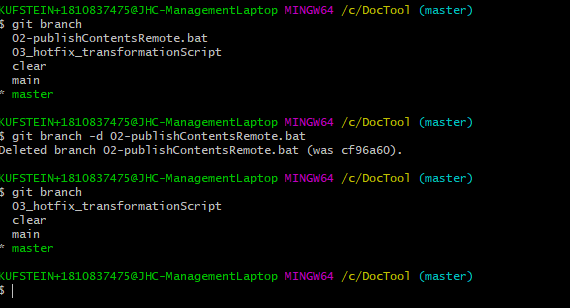 KUFSTEIN+1810837475@JHC-ManagementLaptop MINGW64 /c/DocTool (master)
$ git branch
  02-publishContentsRemote.bat
  03_hotfix_transformationScript
  clear
  main
* master

KUFSTEIN+1810837475@JHC-ManagementLaptop MINGW64 /c/DocTool (master)
$ git branch -d 02-publishContentsRemote.bat
Deleted branch 02-publishContentsRemote.bat (was cf96a60).

KUFSTEIN+1810837475@JHC-ManagementLaptop MINGW64 /c/DocTool (master)
$ git branch
  03_hotfix_transformationScript
  clear
  main
* master

KUFSTEIN+1810837475@JHC-ManagementLaptop MINGW64 /c/DocTool (master)
$